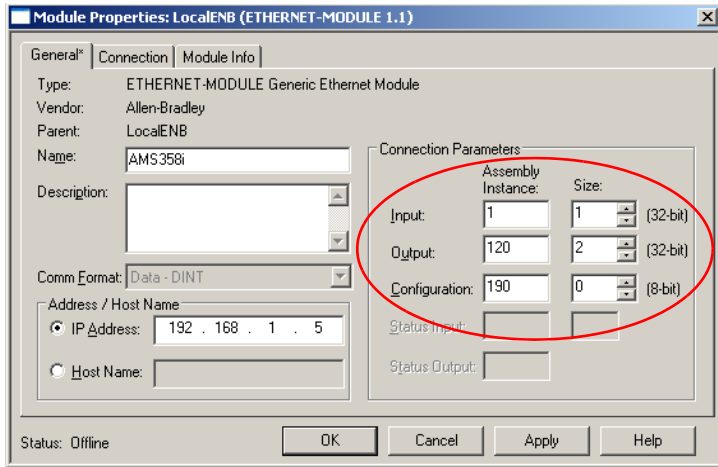 Module Properties: LocalENB (ETHERNET-MODULE 1.1)
General* Connection Module Info
Type: ETHERNET-MODULE Generic Ethernet Module
Vendor: Allen-Bradley
Parent: LocalENB
Name: AMS358i
Description:
Comm Format: Data - DINT
Address / Host Name
IP Address: 192 . 168 . 1 . 5
Host Name:
Connection Parameters
Assembly Instance: Size:
Input: 1 1 (32-bit)
Output: 120 2 (32-bit)
Configuration: 190 0 (8-bit)
Status Input:
Status Output:
Status: Offline OK Cancel Apply Help